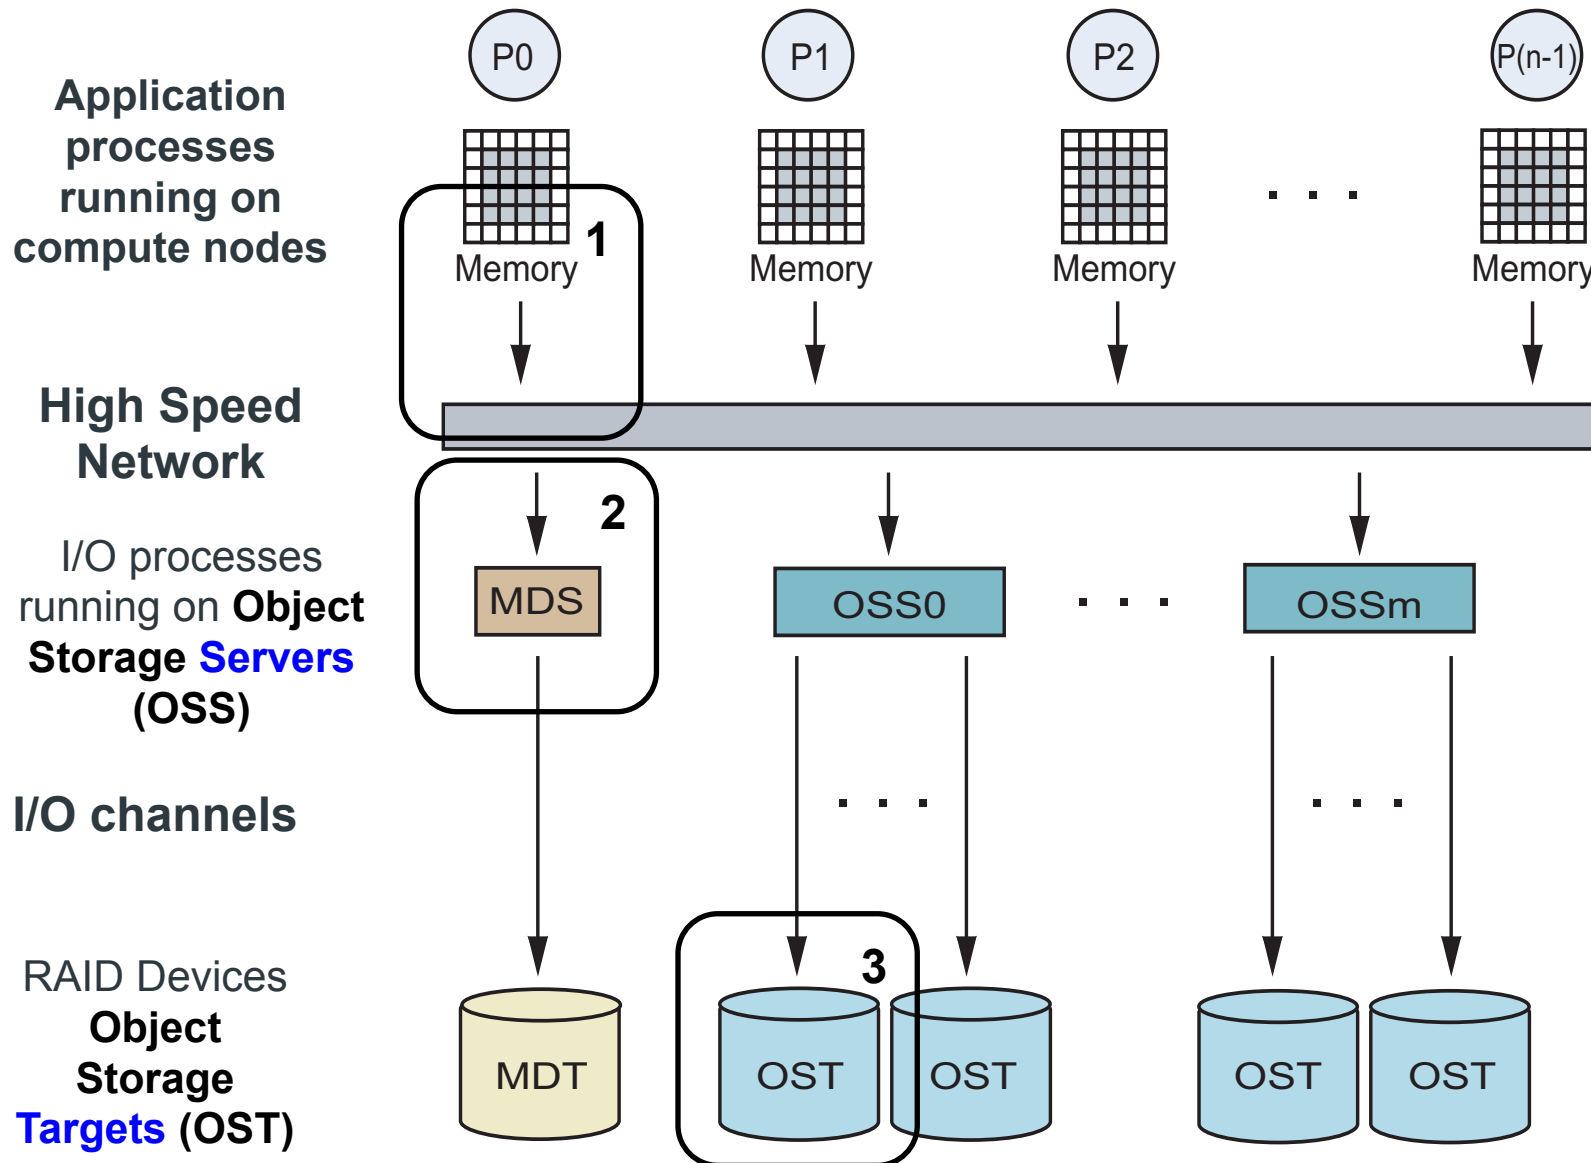 P0
P1
P2
P(n-1)
Application
processes
running on
compute nodes
1
Memory
Memory
Memory
. . .
Memory
High Speed
Network
2
I/O processes
running on Object
Storage Servers
(OSS)
MDS
OSS0
. . .
OSSm
I/O channels
. . .
. . .
RAID Devices
Object
Storage
Targets (OST)
3
MDT
OST
OST
OST
OST